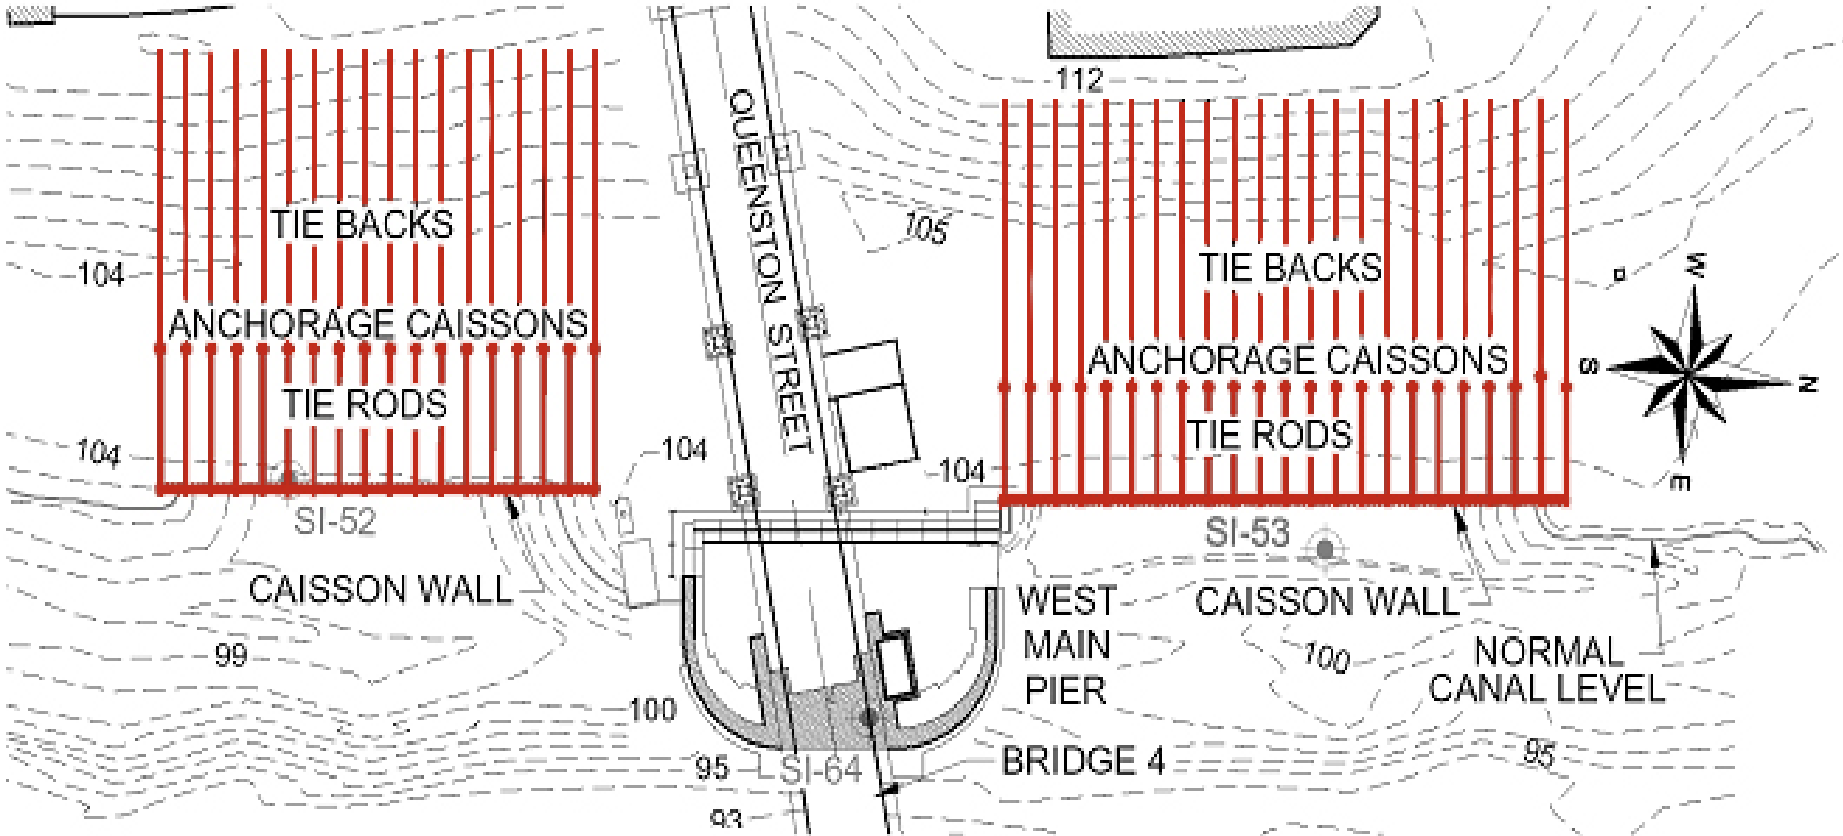 112
QUEENSTON STREET
105
TIE BACKS
TIE BACKS
104
W
ANCHORAGE CAISSONS
ANCHORAGE CAISSONS
S
N
TIE RODS
TIE RODS
104
104
104
E
SI-52
SI-53
CAISSON WALL
WEST
MAIN
PIER
CAISSON WALL
99
100
NORMAL
CANAL LEVEL
100
95
SI-64
BRIDGE 4
95
93